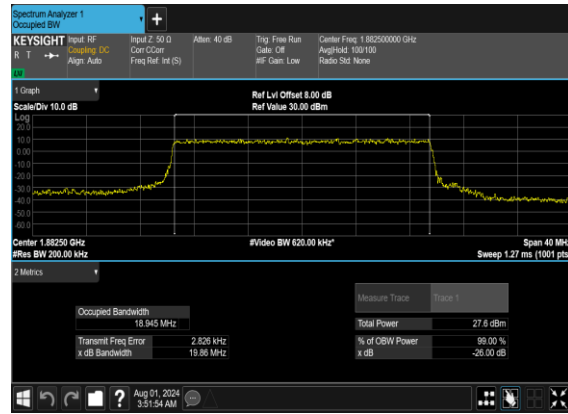 Spectrum Analyzer 1
Occupied BW
+
KEYSIGHT Input: RF Input Z: 50 Ω Atten: 40 dB Trig: Free Run Center Freq: 1.882500000 GHz
R T Coupling: DC Corr CCorr Gate: Off Avg|Hold: 100/100
Align: Auto Freq Ref: Int (S) #IF Gain: Low Radio Std: None
1 Graph
Ref Lvl Offset 8.00 dB
Scale/Div 10.0 dB Ref Value 30.00 dBm
Log
20.0
10.0
0.00
-10.0
-20.0
-30.0
-40.0
-50.0
-60.0
Center 1.88250 GHz #Video BW 620.00 kHz* Span 40 MHz
#Res BW 200.00 kHz Sweep 1.27 ms (1001 pts
2 Metrics
Measure Trace Trace 1
Occupied Bandwidth
18.945 MHz Total Power 27.6 dBm
Transmit Freq Error 2.826 kHz % of OBW Power 99.00 %
x dB Bandwidth 19.86 MHz x dB -26.00 dB
? Aug 01, 2024
3:51:54 AM